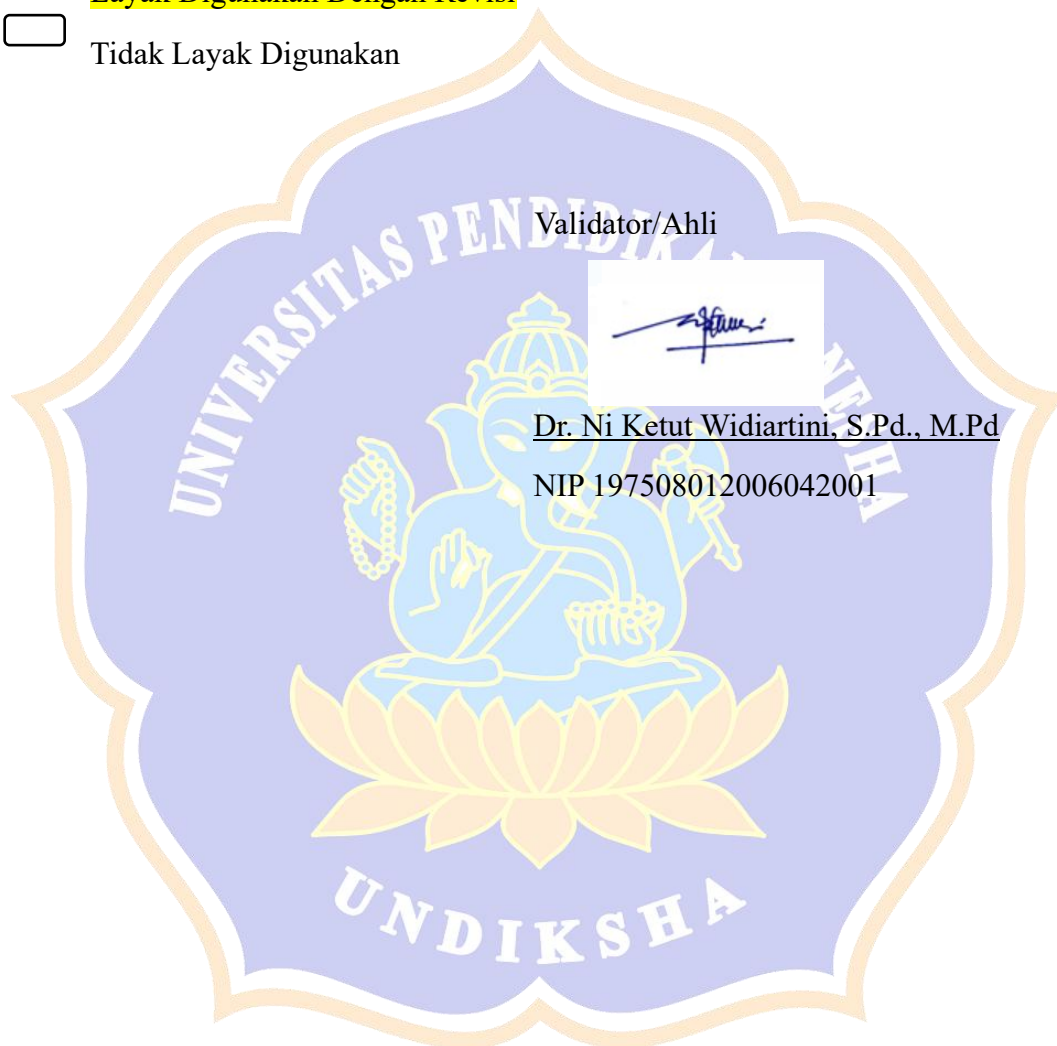 Layak Digunakan Dengan Revisi
Tidak Layak Digunakan
Validator/Ahli
Dr. Ni Ketut Widiartini, S.Pd., M.Pd
NIP 197508012006042001
UNIVERSITAS PENDIDIKAN
UNDIKSHA